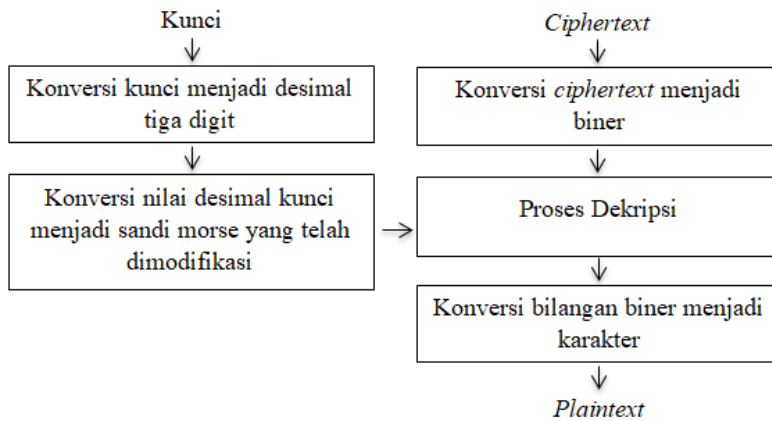 Kunci
Konversi kunci menjadi desimal
tiga digit
Konversi nilai desimal kunci
menjadi sandi morse yang telah
dimodifikasi
Ciphertext
Konversi ciphertext menjadi
biner
Proses Dekripsi
Konversi bilangan biner menjadi
karakter
Plaintext